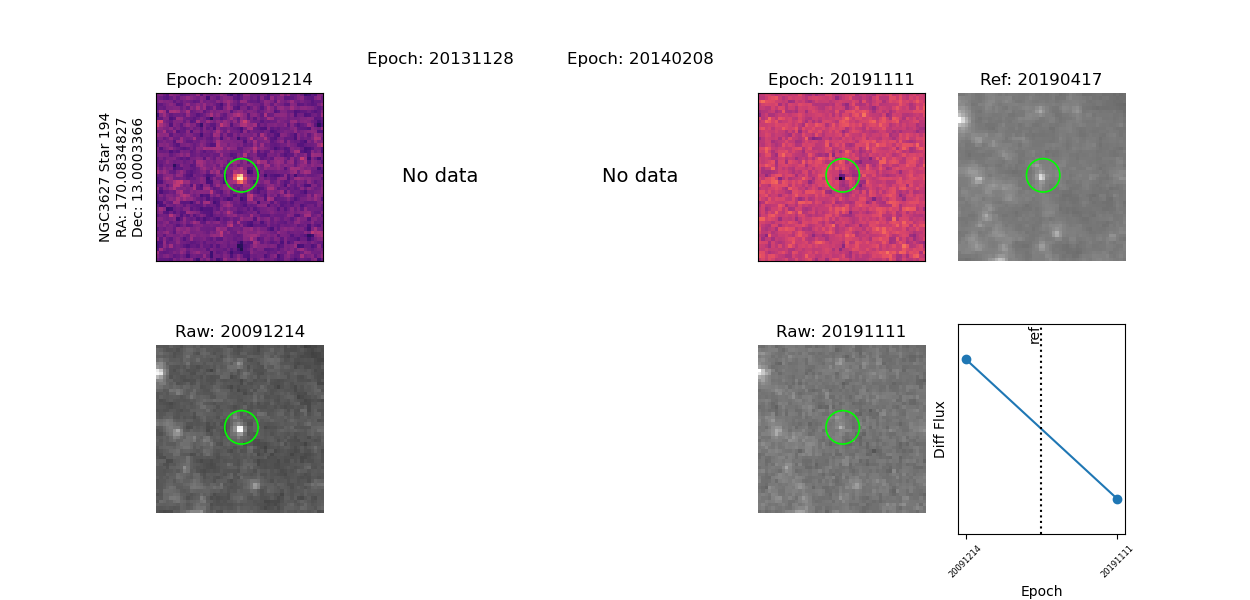 Epoch: 20131128
Epoch: 20140208
Epoch: 20091214
Epoch: 20191111
Ref: 20190417
NGC3627 Star 194
RA: 170.0834827
Dec: 13.0003366
No data
No data
Raw: 20091214
Raw: 20191111
ref
Diff Flux
20091214
20191111
Epoch